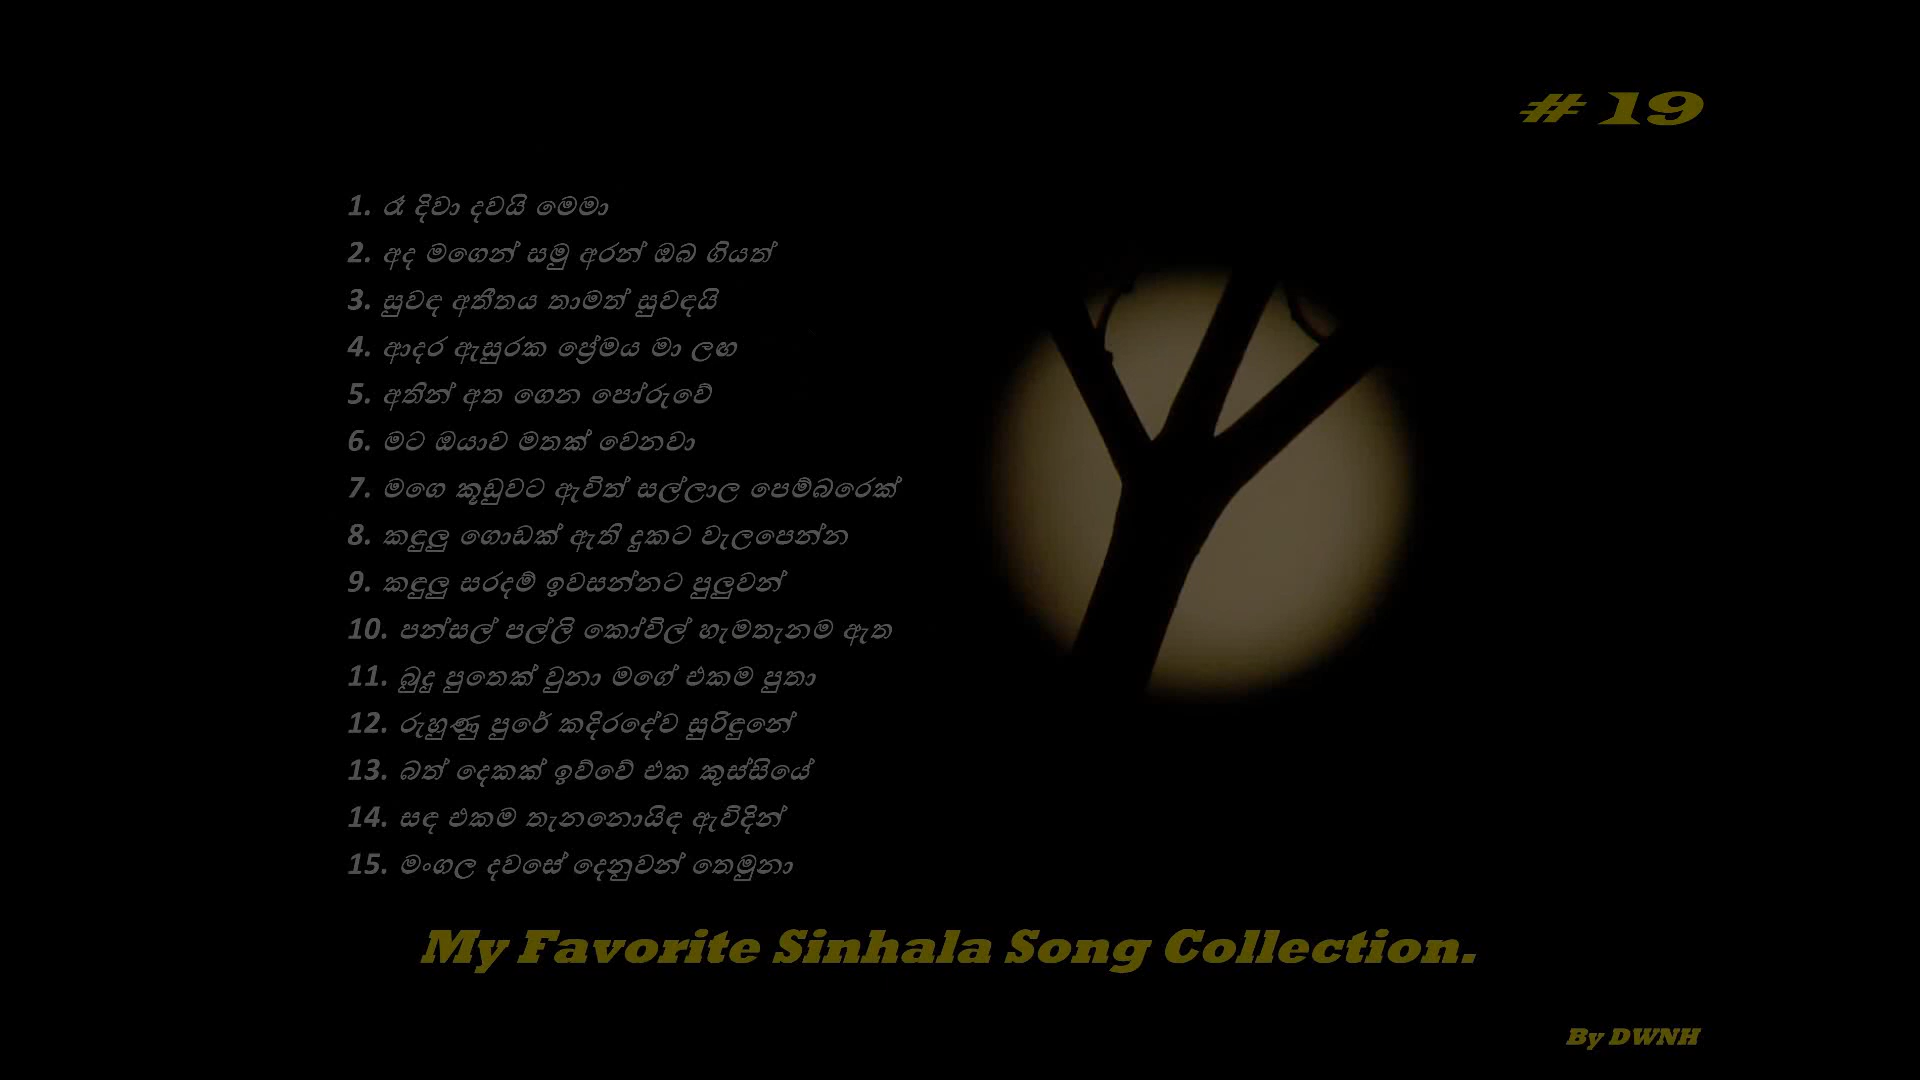 # 19
1. රෑ දිවා දවයි මෙමා
2. අද මගෙන් සමු අරන් ඔබ ගියත්
3. සුවඳ අතීතය තාමත් සුවඳයි
4. ආදර ඇසුරක ප්‍රේමය මා ලඟ
5. අතින් අත ගෙන පෝරුවේ
6. මට ඔයාව මතක් වෙනවා
7. මගෙ කූඩුවට ඇවිත් සල්ලාල පෙම්බරෙක්
8. කඳුලු ගොඩක් ඇති දුකට වැලපෙන්න
9. කඳුලු සරදම් ඉවසන්නට පුලුවන්
10. පන්සල් පල්ලි කෝවිල් හැමතැනම ඇත
11. බුදු පුතෙක් වුනා මගේ එකම පුතා
12. රුහුණු පුරේ කදිරදේව සුරිඳුනේ
13. බත් දෙකක් ඉව්වේ එක කුස්සියේ
14. සඳ එකම තැනනොයිඳ ඇවිදින්
15. මංගල දවසේ දෙනුවන් තෙමුනා
My Favorite Sinhala Song Collection.
By DWNH